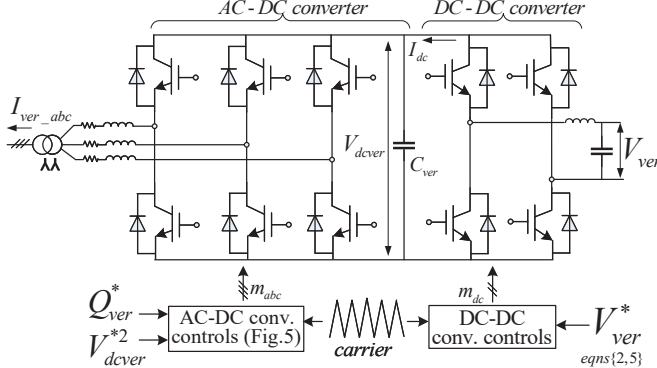 AC - DC converter
DC - DC converter
I_dc
I_ver_abc
V_dcver
C_ver
V_ver
m_abc
m_dc
Q*_ver
V*2_dcver
AC-DC conv.
controls (Fig.5)
carrier
DC-DC
conv. controls
V*_ver
eqns{2,5}